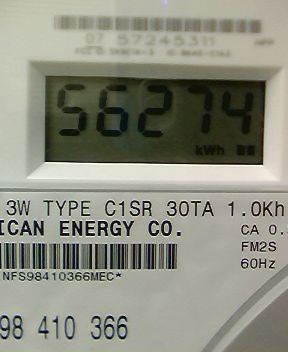 07 57245311
56274
kWh
3W TYPE C1SR 30TA 1.0Kh
ICAN ENERGY CO.
CA 0.
FM2S
60Hz
NFS98410366MEC*
98 410 366